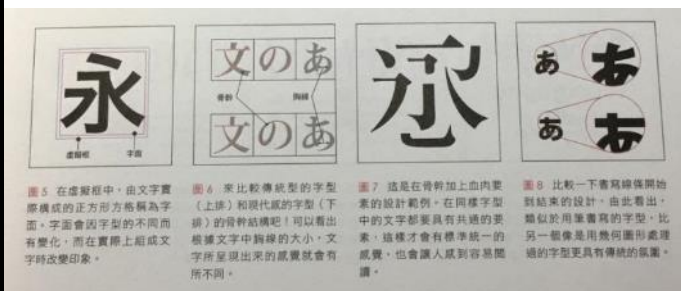 永
虛擬框
字面
圖5 在虛擬框中，由文字實
際構成的正方形方格稱為字
面。字面會因字型的不同而
有變化，而在實際上組成文
字時改變印象。
文のあ
骨幹
胸線
文のあ
圖6 來比較傳統型的字型
（上排）和現代感的字型（下
排）的骨幹結構吧！可以看出
根據文字中胸線的大小，文
字所呈現出來的感覺就會有
所不同。
圖7 這是在骨幹加上血肉要
素的設計範例。在同樣字型
中的文字都要具有共通的要
素，這樣才會有標準統一的
感覺，也會讓人感到容易閱
讀。
あ あ
あ あ
圖8 比較一下書寫線條開始
到結束的設計。由此看出，
類似於用筆書寫的字型，比
另一個像是用幾何圖形處理
過的字型更具有傳統的氛圍。